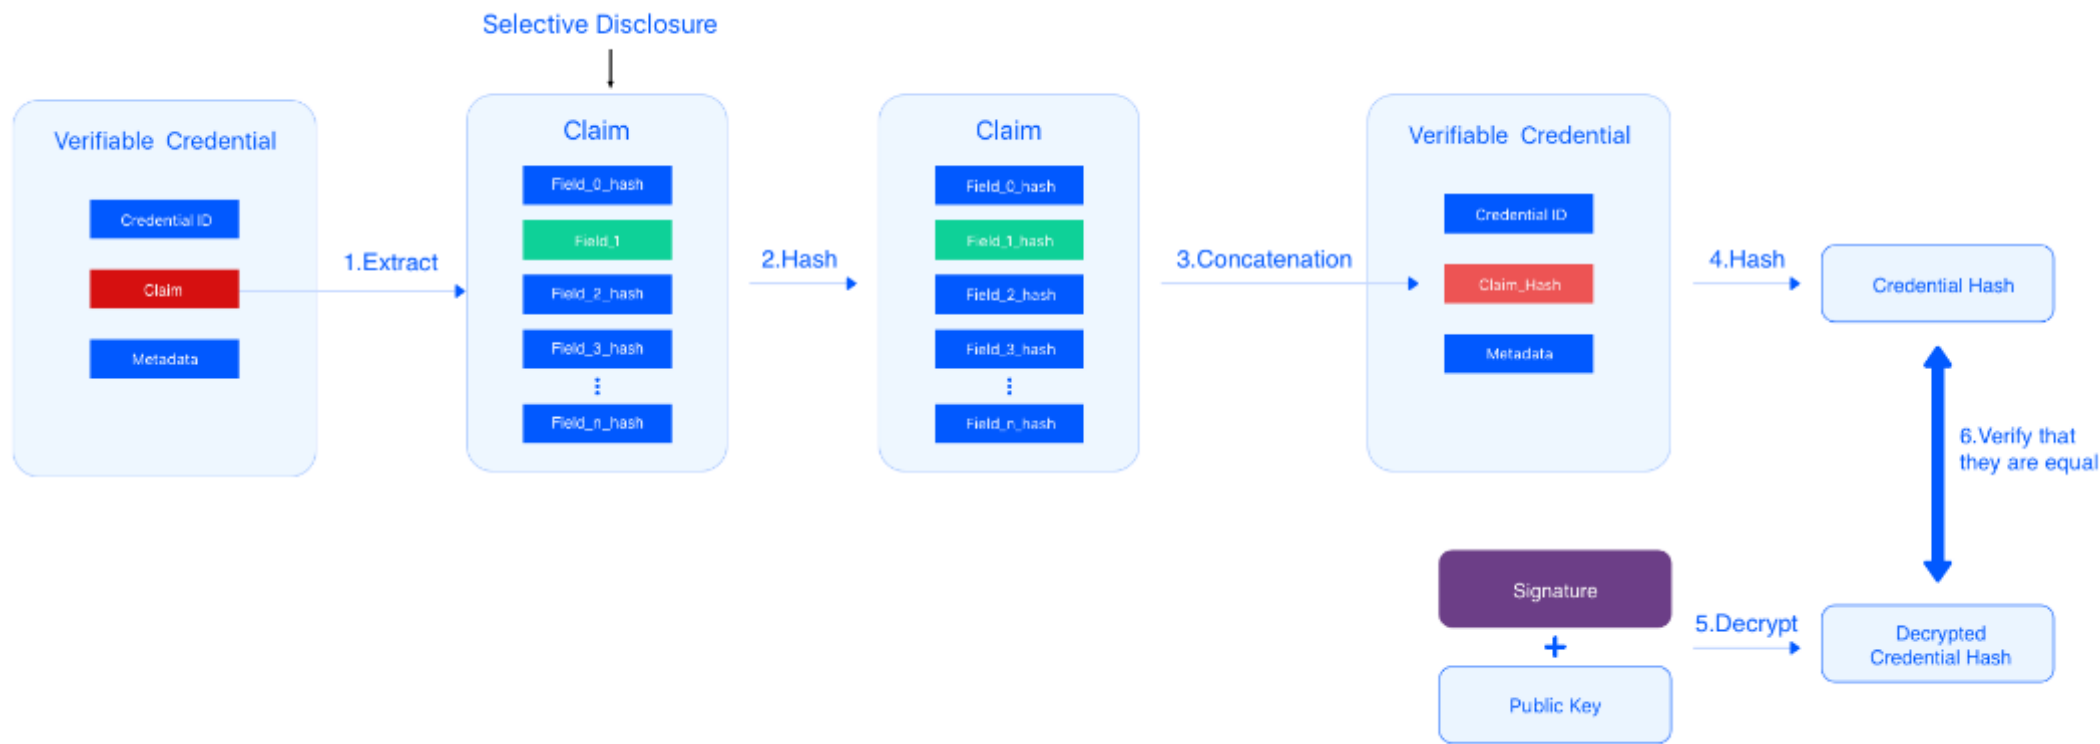 Selective Disclosure
Verifiable Credential
Credential ID
Claim
Metadata
1.Extract
Claim
Field_0_hash
Field_1
Field_2_hash
Field_3_hash
Field_n_hash
2.Hash
Claim
Field_0_hash
Field_1_hash
Field_2_hash
Field_3_hash
Field_n_hash
3.Concatenation
Verifiable Credential
Credential ID
Claim_Hash
Metadata
4.Hash
Credential Hash
6.Verify that
they are equal
Signature
+
Public Key
5.Decrypt
Decrypted
Credential Hash